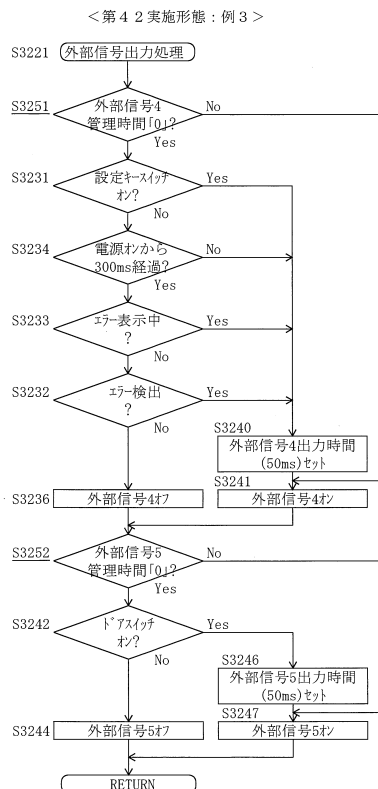 ＜第４２実施形態：例３＞
S3221 外部信号出力処理
S3251
外部信号4 No
管理時間｢0｣?
Yes
S3231
設定キースイッチ Yes
オン?
No
S3234
電源オンから No
300ms経過?
Yes
S3233
エラー表示中 Yes
?
No
S3232
エラー検出 Yes
?
No
S3240
外部信号4出力時間
(50ms)セット
S3241
S3236 外部信号4オフ 外部信号4オン
S3252
外部信号5 No
管理時間｢0｣?
Yes
S3242
ドアスイッチ Yes
オン?
No
S3246
外部信号5出力時間
(50ms)セット
S3247
S3244 外部信号5オフ 外部信号5オン
RETURN